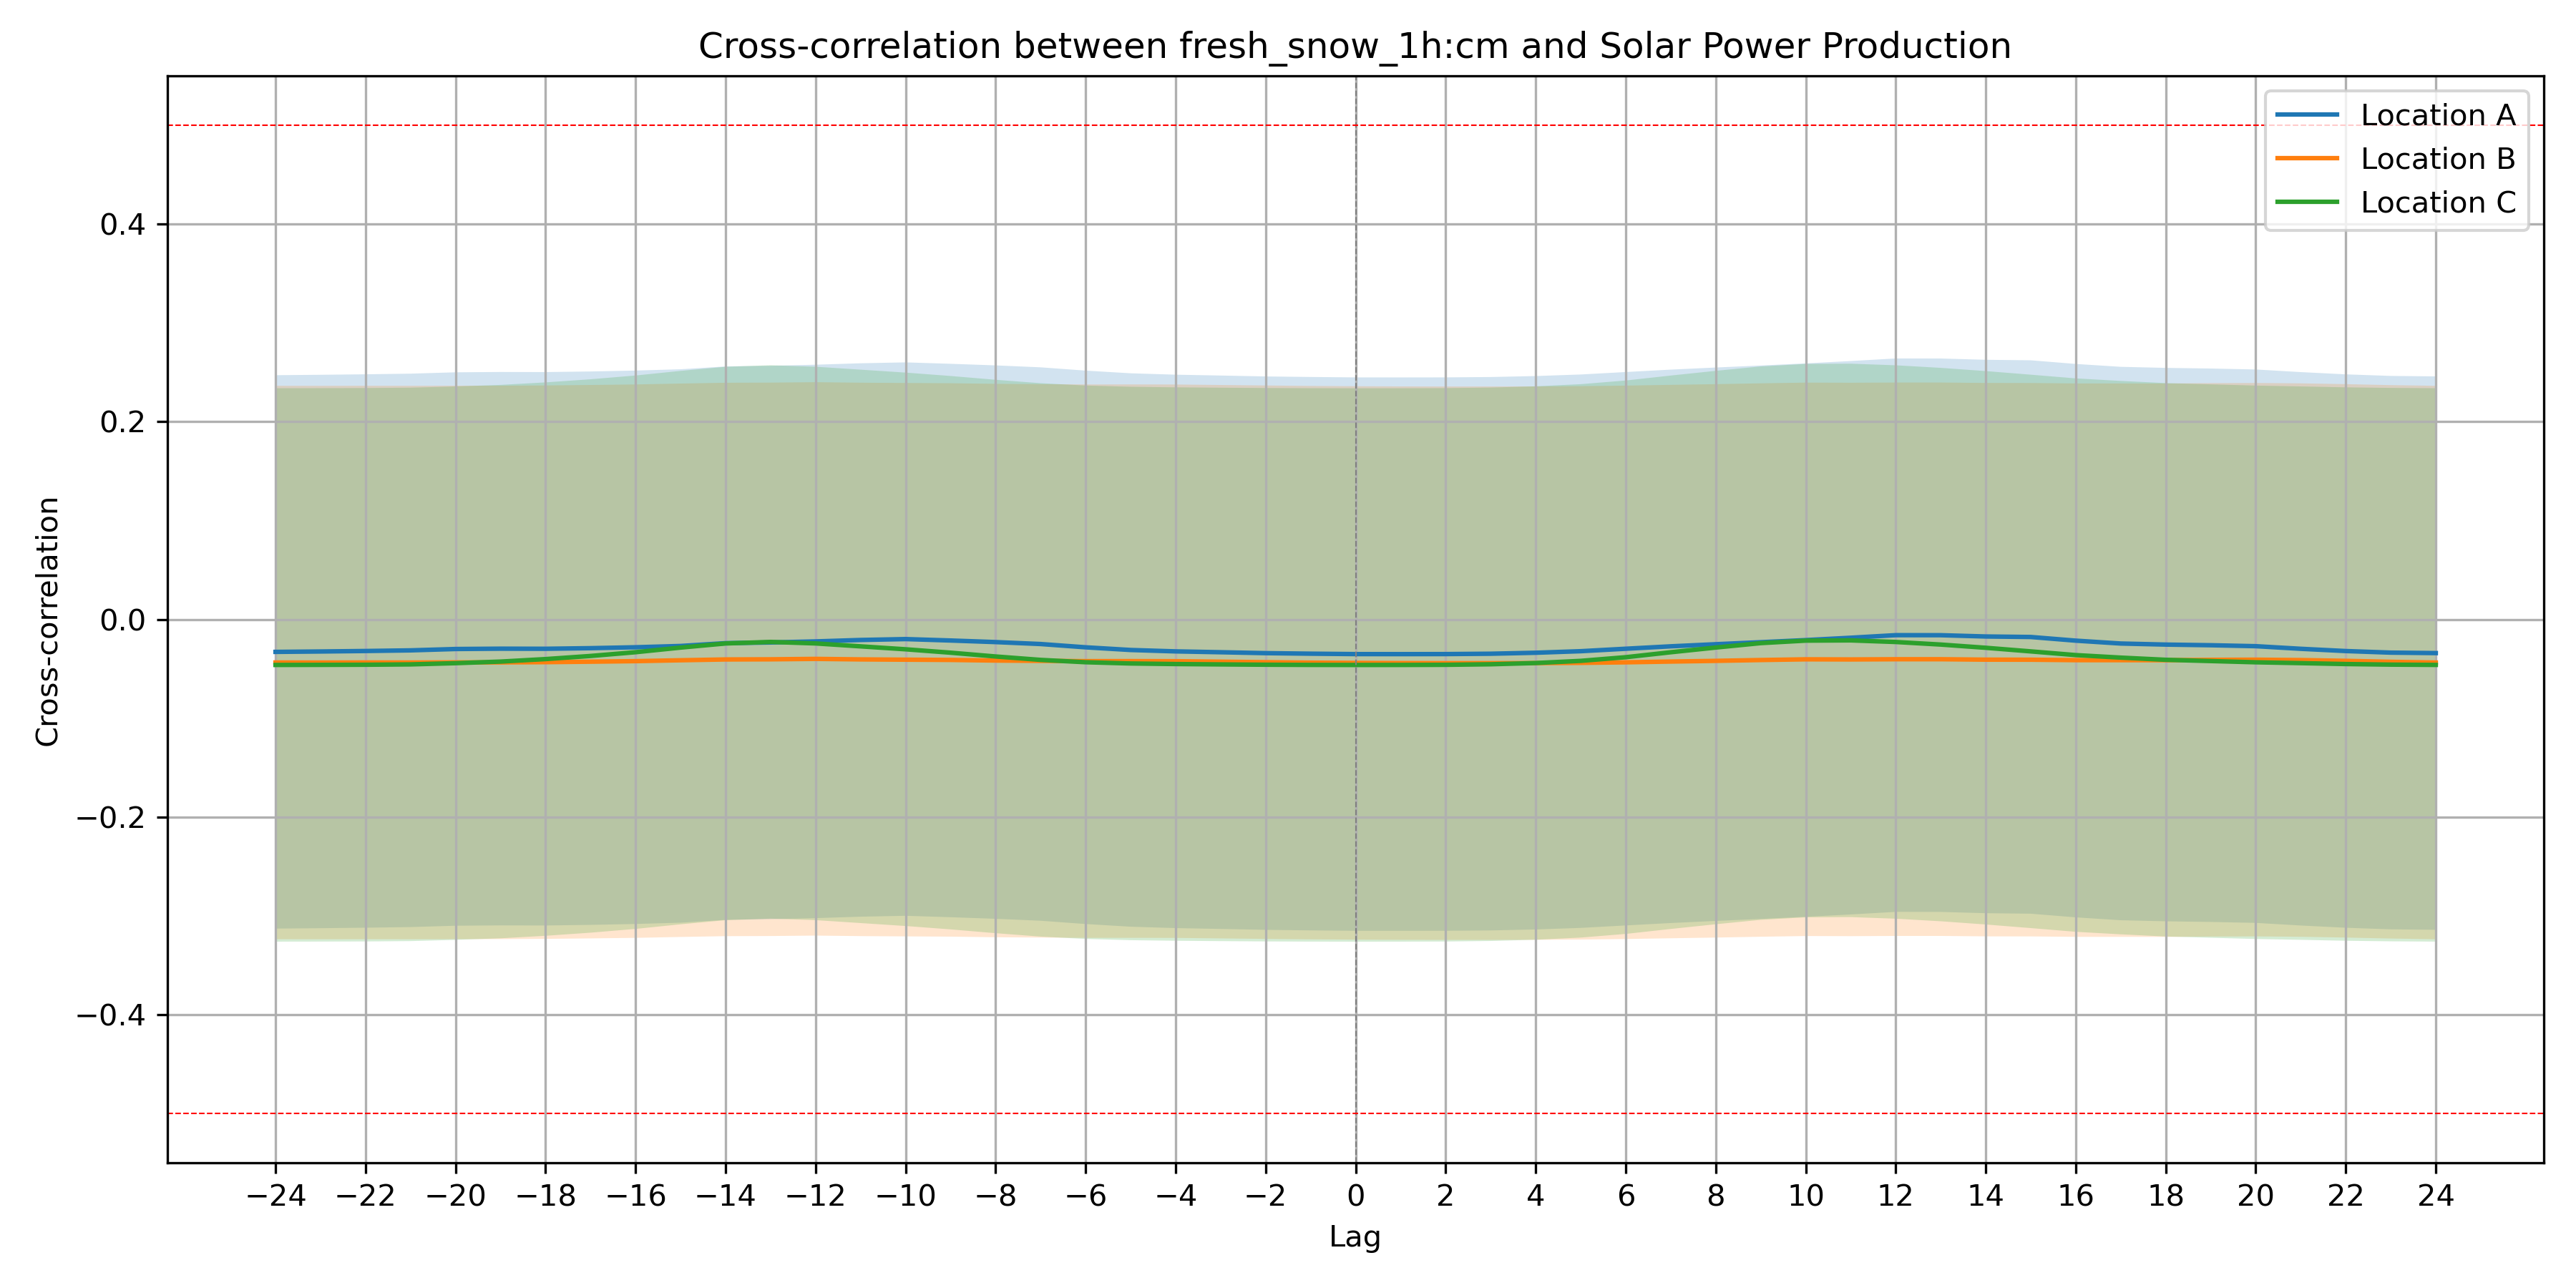 Cross-correlation between fresh_snow_1h:cm and Solar Power Production
Location A
Location B
Location C
Cross-correlation
0.4
0.2
0.0
−0.2
−0.4
−24 −22 −20 −18 −16 −14 −12 −10 −8 −6 −4 −2 0 2 4 6 8 10 12 14 16 18 20 22 24
Lag